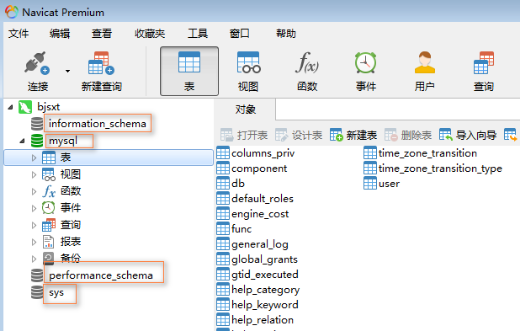 Navicat Premium
文件 编辑 查看 收藏夹 工具 窗口 帮助
连接 新建查询 表 视图 函数 事件 用户 查询
bjsxt
information_schema
mysql
表
视图
函数
事件
查询
报表
备份
performance_schema
sys
对象
打开表 设计表 新建表 删除表 导入向导
columns_priv
component
db
default_roles
engine_cost
func
general_log
global_grants
gtid_executed
help_category
help_keyword
help_relation
time_zone_transition
time_zone_transition_type
user